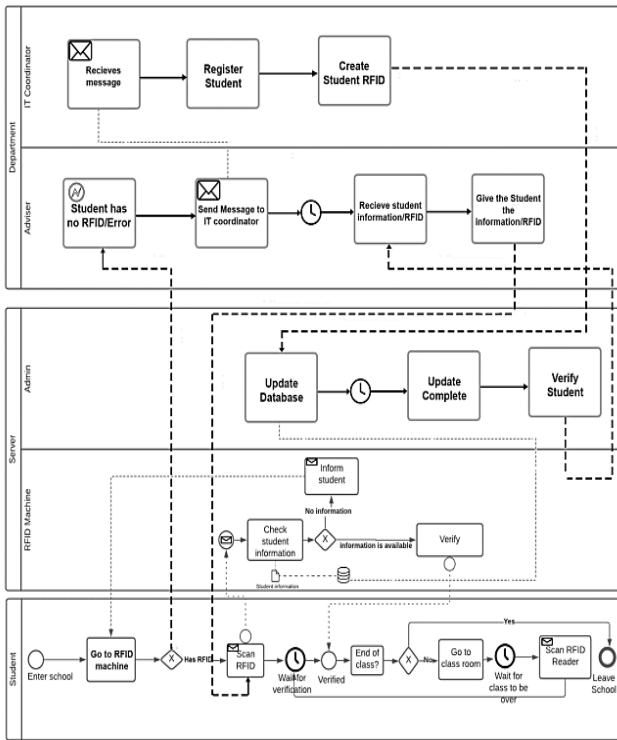 Department
IT Coordinator
Recieves
message
Register
Student
Create
Student RFID
Adviser
Student has
no RFID/Error
Send Message to
IT coordinator
Recieve student
information/RFID
Give the Student
the
information/RFID
Server
Admin
Update
Database
Update
Complete
Verify
Student
RFID Machine
Inform
student
No information
Check
student
information
X
information is available
Verify
Student information
Student
Enter school
Go to RFID
machine
X
Has RFID
Scan
RFID
Wait for
verification
Verified
End of
class?
X
Yes
No
Go to
class room
Wait for
class to be
over
Scan RFID
Reader
Leave
School